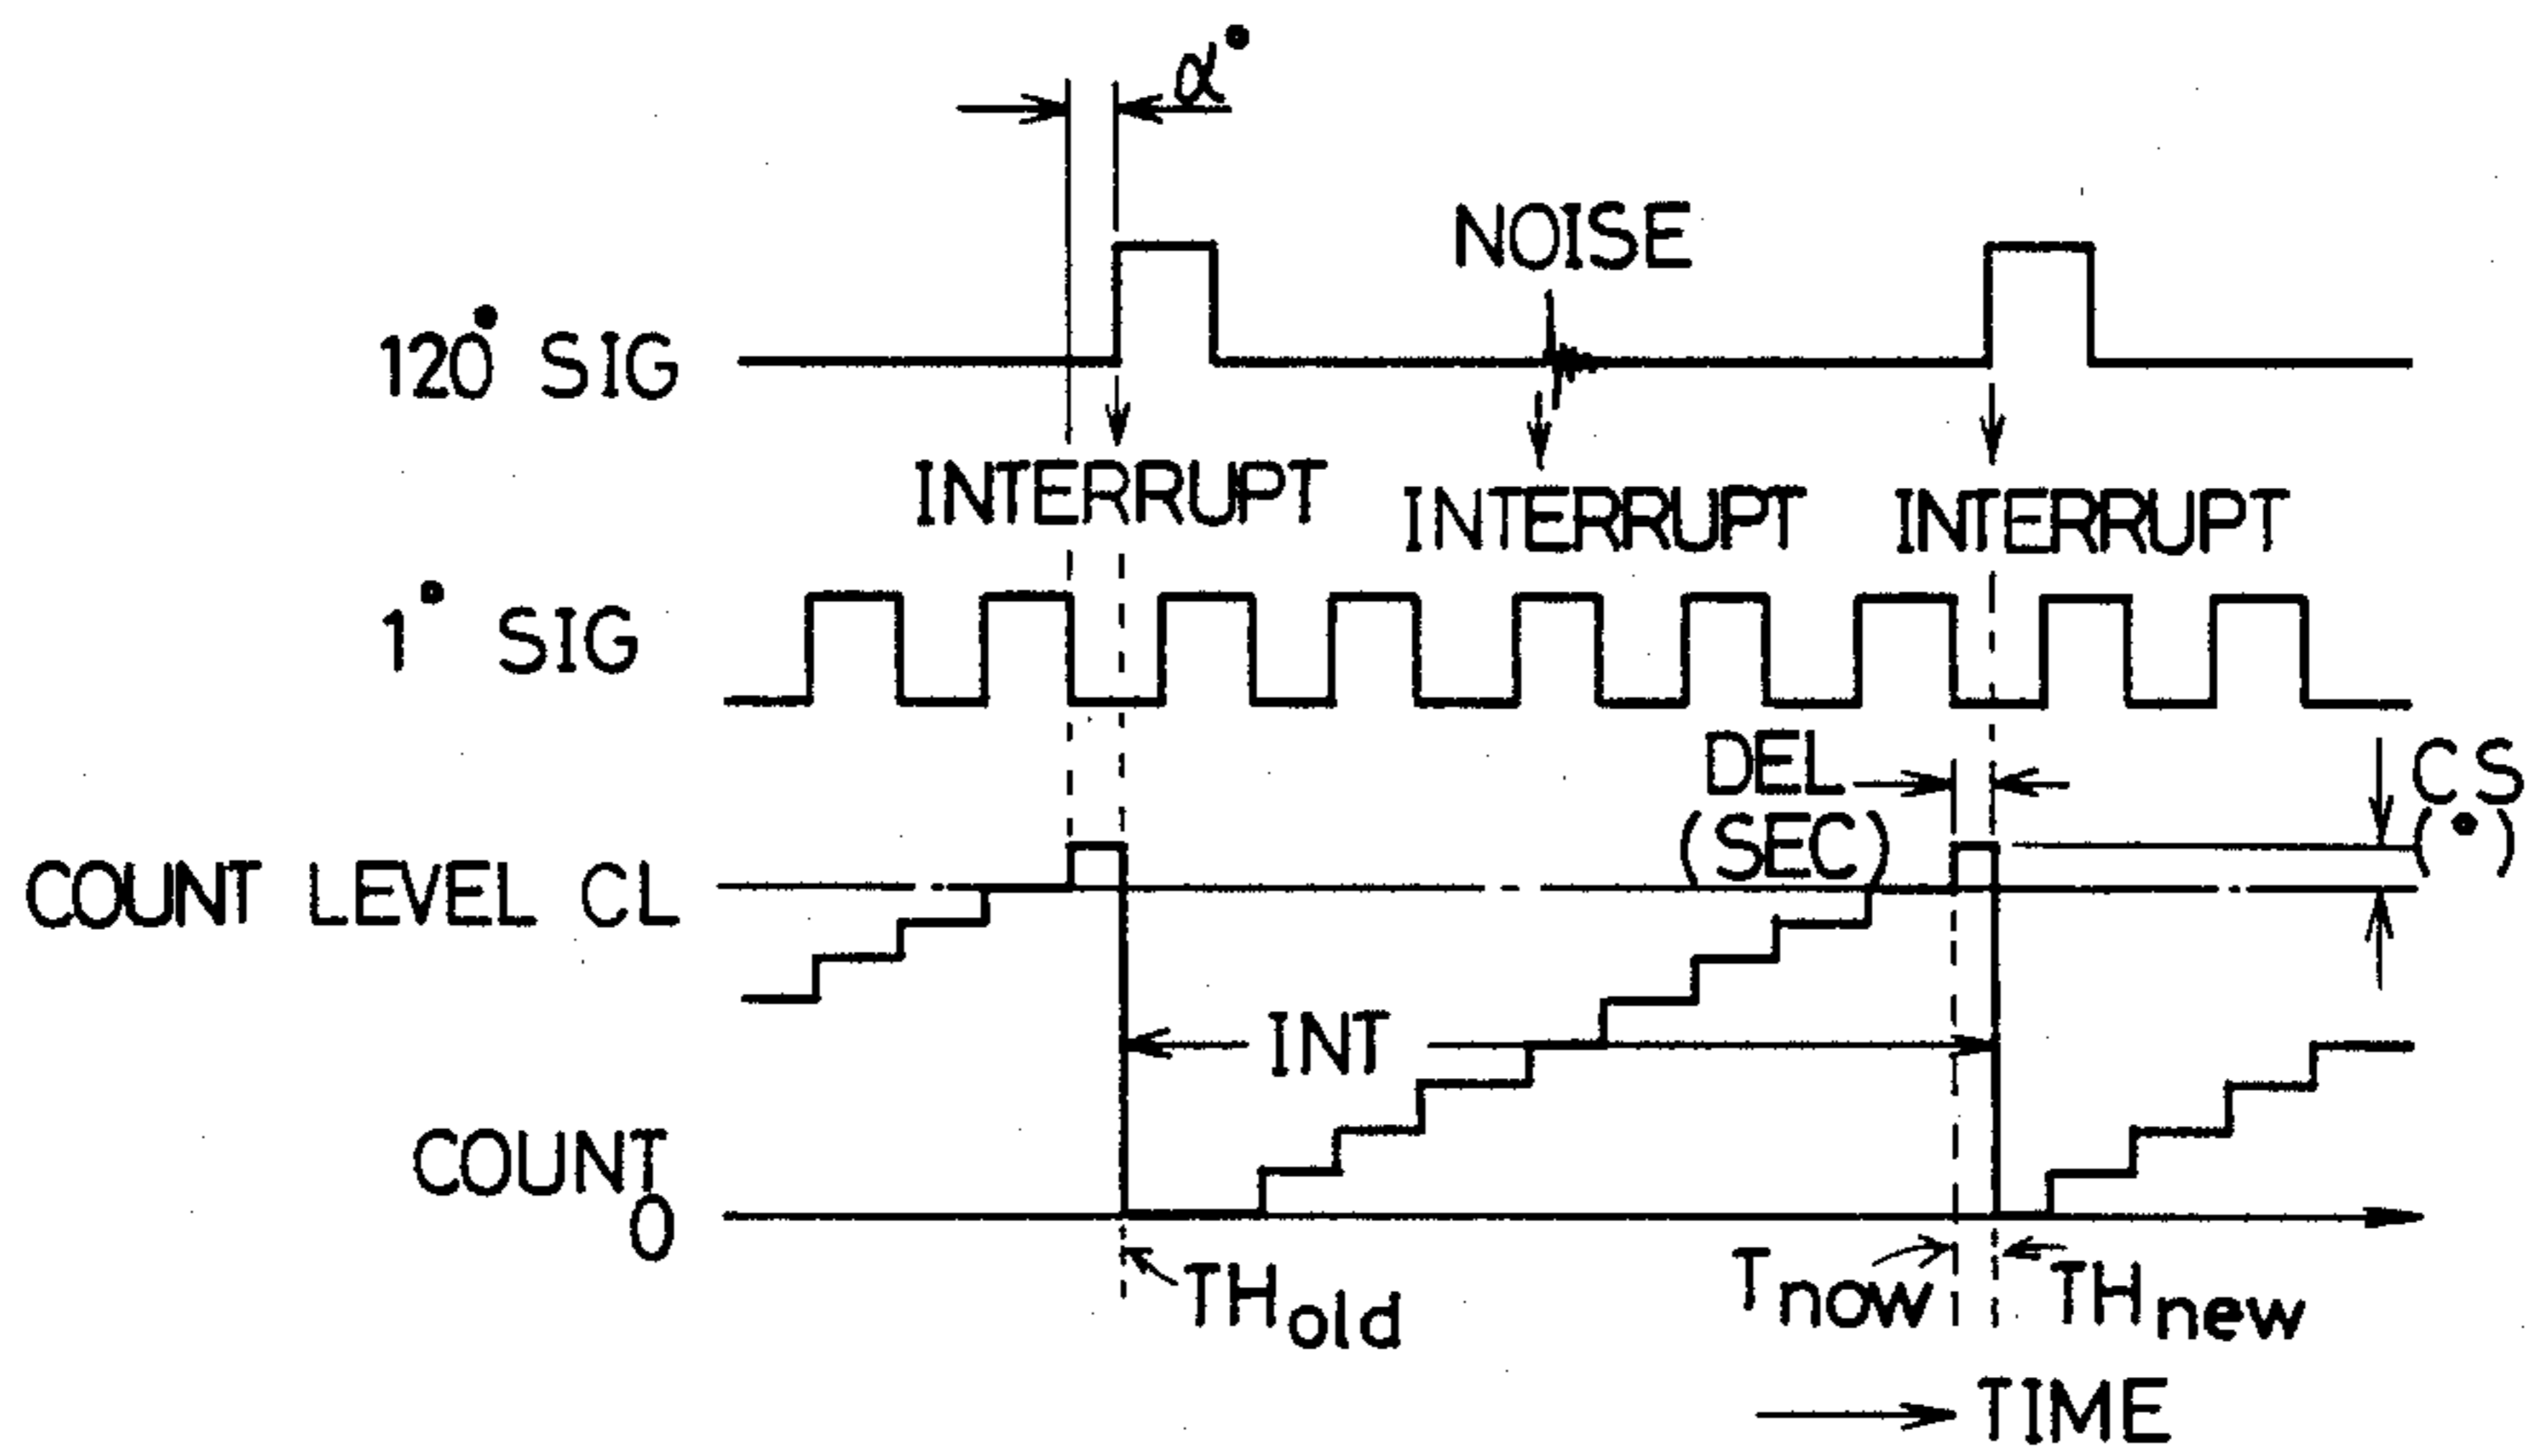 α°
NOISE
120° SIG
INTERRUPT
INTERRUPT
INTERRUPT
1° SIG
DEL
(SEC)
CS
(°)
COUNT LEVEL CL
INT
COUNT
0
THold
Tnow
THnew
TIME